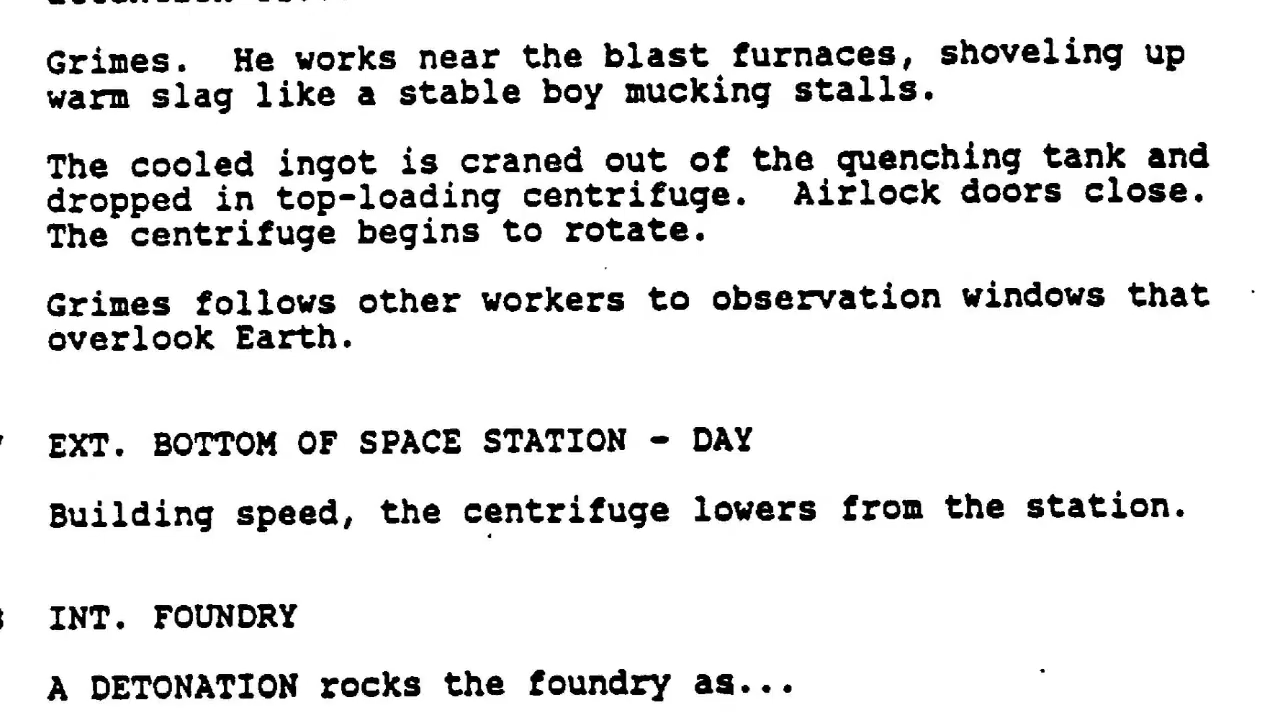 Grimes.  He works near the blast furnaces, shoveling up
warm slag like a stable boy mucking stalls.
The cooled ingot is craned out of the quenching tank and
dropped in top-loading centrifuge.  Airlock doors close.
The centrifuge begins to rotate.
Grimes follows other workers to observation windows that
overlook Earth.
EXT. BOTTOM OF SPACE STATION - DAY
Building speed, the centrifuge lowers from the station.
INT. FOUNDRY
A DETONATION rocks the foundry as...